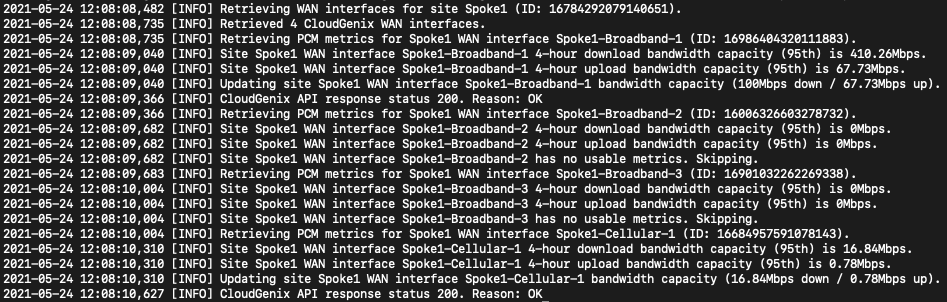 2021-05-24 12:08:08,482 [INFO] Retrieving WAN interfaces for site Spoke1 (ID: 16784292079140651).
2021-05-24 12:08:08,735 [INFO] Retrieved 4 CloudGenix WAN interfaces.
2021-05-24 12:08:08,735 [INFO] Retrieving PCM metrics for Spoke1 WAN interface Spoke1-Broadband-1 (ID: 16986404320111883).
2021-05-24 12:08:09,040 [INFO] Site Spoke1 WAN interface Spoke1-Broadband-1 4-hour download bandwidth capacity (95th) is 410.26Mbps.
2021-05-24 12:08:09,040 [INFO] Site Spoke1 WAN interface Spoke1-Broadband-1 4-hour upload bandwidth capacity (95th) is 67.73Mbps.
2021-05-24 12:08:09,040 [INFO] Updating site Spoke1 WAN interface Spoke1-Broadband-1 bandwidth capacity (100Mbps down / 67.73Mbps up).
2021-05-24 12:08:09,366 [INFO] CloudGenix API response status 200. Reason: OK
2021-05-24 12:08:09,366 [INFO] Retrieving PCM metrics for Spoke1 WAN interface Spoke1-Broadband-2 (ID: 16006326603278732).
2021-05-24 12:08:09,682 [INFO] Site Spoke1 WAN interface Spoke1-Broadband-2 4-hour download bandwidth capacity (95th) is 0Mbps.
2021-05-24 12:08:09,682 [INFO] Site Spoke1 WAN interface Spoke1-Broadband-2 4-hour upload bandwidth capacity (95th) is 0Mbps.
2021-05-24 12:08:09,682 [INFO] Site Spoke1 WAN interface Spoke1-Broadband-2 has no usable metrics. Skipping.
2021-05-24 12:08:09,683 [INFO] Retrieving PCM metrics for Spoke1 WAN interface Spoke1-Broadband-3 (ID: 16901032262269338).
2021-05-24 12:08:10,004 [INFO] Site Spoke1 WAN interface Spoke1-Broadband-3 4-hour download bandwidth capacity (95th) is 0Mbps.
2021-05-24 12:08:10,004 [INFO] Site Spoke1 WAN interface Spoke1-Broadband-3 4-hour upload bandwidth capacity (95th) is 0Mbps.
2021-05-24 12:08:10,004 [INFO] Site Spoke1 WAN interface Spoke1-Broadband-3 has no usable metrics. Skipping.
2021-05-24 12:08:10,004 [INFO] Retrieving PCM metrics for Spoke1 WAN interface Spoke1-Cellular-1 (ID: 16684957591078143).
2021-05-24 12:08:10,310 [INFO] Site Spoke1 WAN interface Spoke1-Cellular-1 4-hour download bandwidth capacity (95th) is 16.84Mbps.
2021-05-24 12:08:10,310 [INFO] Site Spoke1 WAN interface Spoke1-Cellular-1 4-hour upload bandwidth capacity (95th) is 0.78Mbps.
2021-05-24 12:08:10,310 [INFO] Updating site Spoke1 WAN interface Spoke1-Cellular-1 bandwidth capacity (16.84Mbps down / 0.78Mbps up).
2021-05-24 12:08:10,627 [INFO] CloudGenix API response status 200. Reason: OK